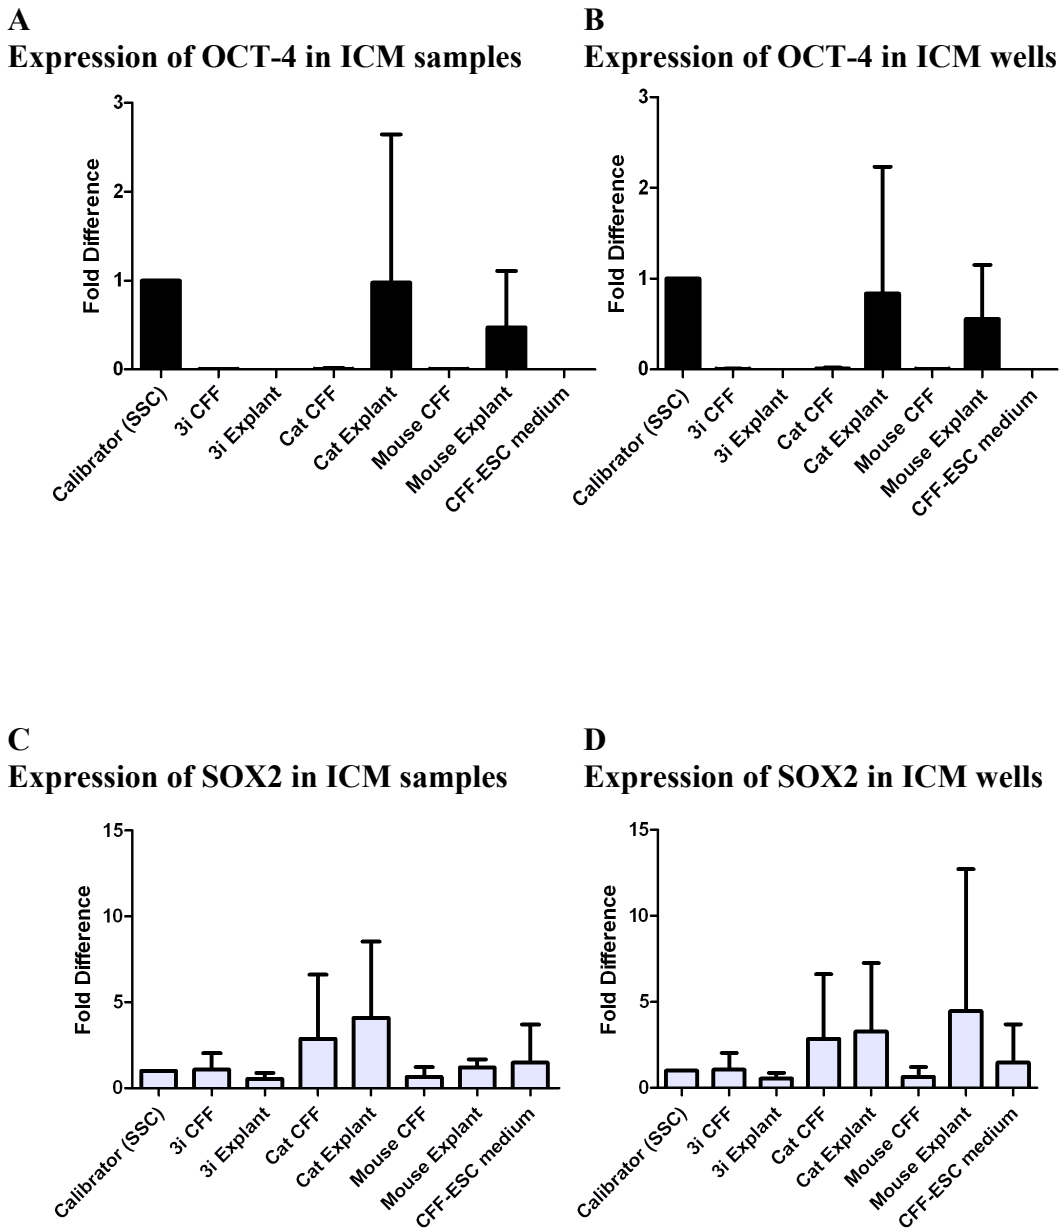 A
Expression of OCT-4 in ICM samples
3
2
1
0
Fold Difference
Calibrator (SSC)
3i CFF
3i Explant
Cat CFF
Cat Explant
Mouse CFF
Mouse Explant
CFF-ESC medium
B
Expression of OCT-4 in ICM wells
3
2
1
0
Fold Difference
Calibrator (SSC)
3i CFF
3i Explant
Cat CFF
Cat Explant
Mouse CFF
Mouse Explant
CFF-ESC medium
C
Expression of SOX2 in ICM samples
15
10
5
0
Fold Difference
Calibrator (SSC)
3i CFF
3i Explant
Cat CFF
Cat Explant
Mouse CFF
Mouse Explant
CFF-ESC medium
D
Expression of SOX2 in ICM wells
15
10
5
0
Fold Difference
Calibrator (SSC)
3i CFF
3i Explant
Cat CFF
Cat Explant
Mouse CFF
Mouse Explant
CFF-ESC medium